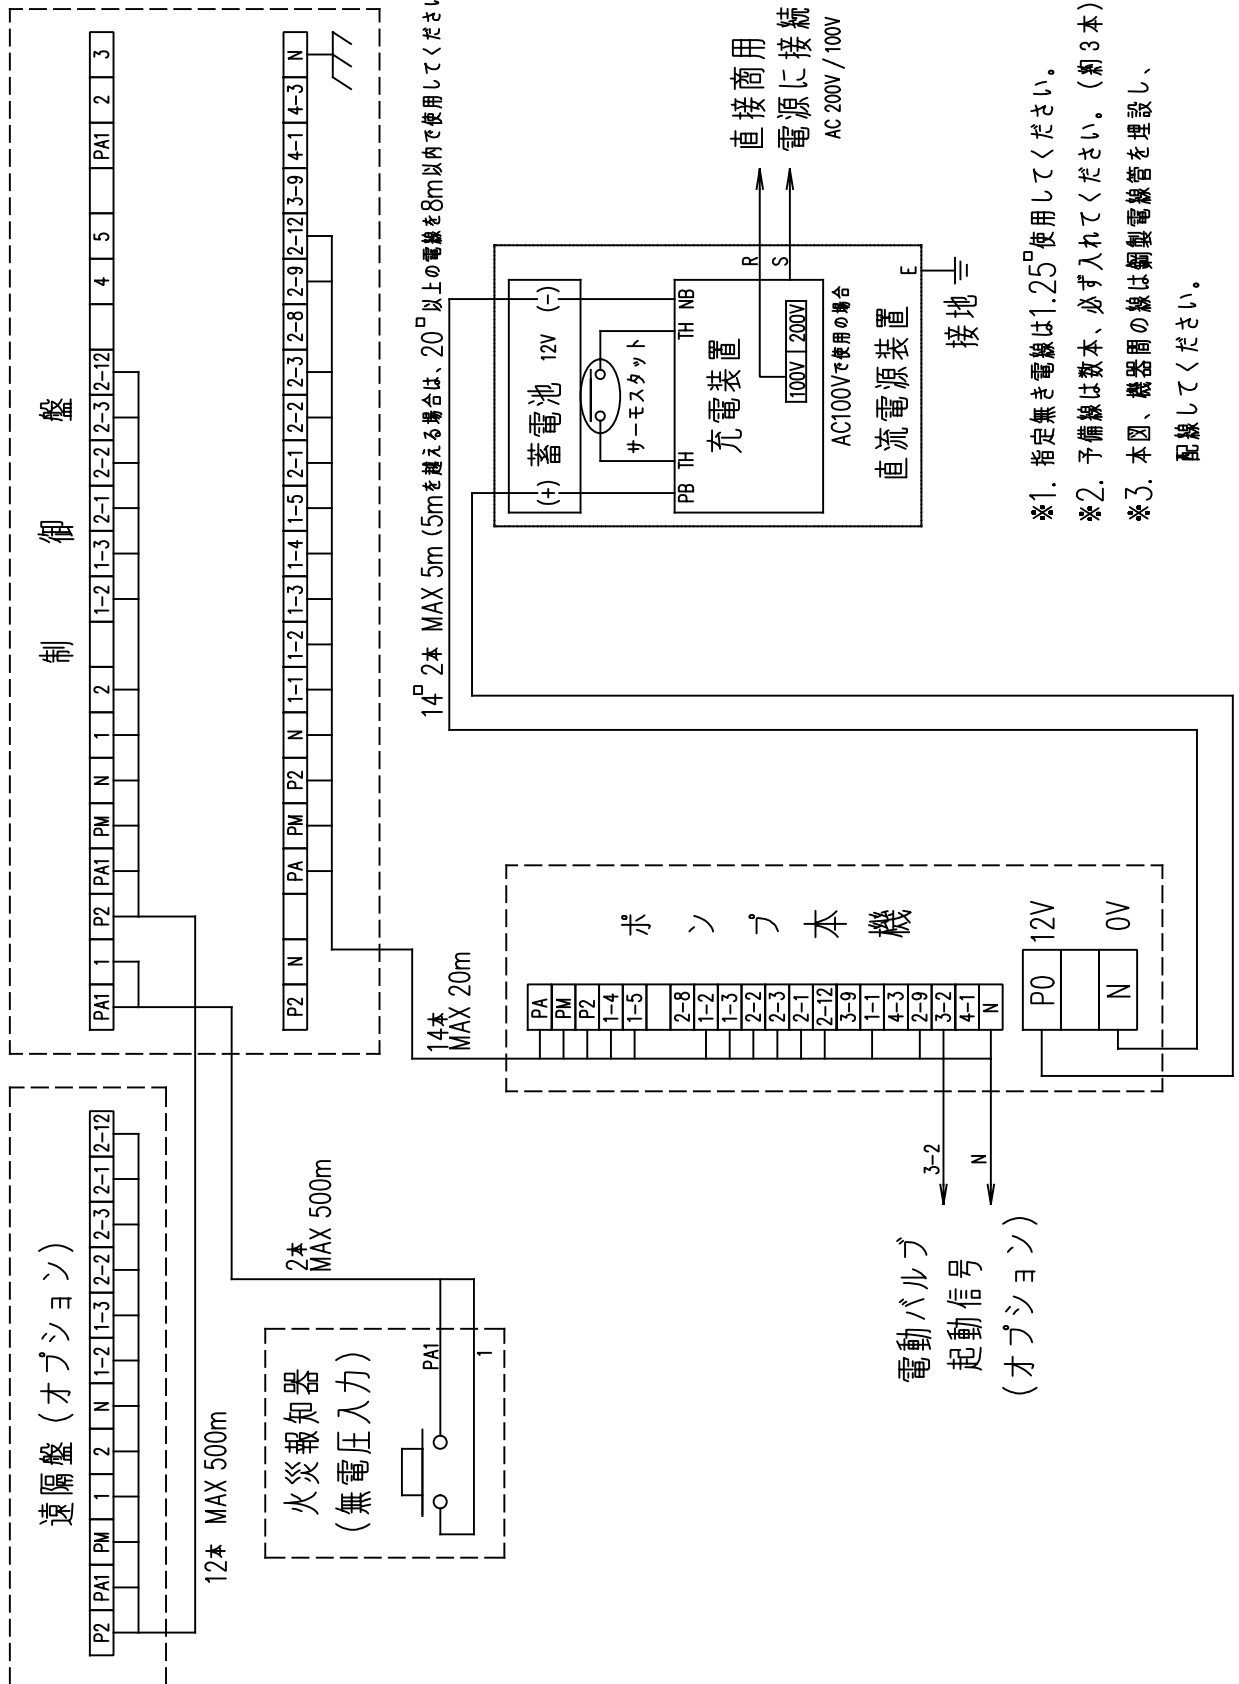 遠隔盤(オプション)
P2 PA1 PM 1 2 N 1-2 1-3 2-2 2-3 2-1 2-12
12本 MAX 500m
火災報知器
(無電圧入力)
PA1
1
2本
MAX 500m
制御盤
PA1 1 P2 PA1 PM N 1 2 1-2 1-3 2-1 2-2 2-3 2-12 4 5 PA1 2 3
P2 N PA PM P2 N 1-1 1-2 1-3 1-4 1-5 2-1 2-2 2-3 2-8 2-9 2-12 3-9 4-1 4-3 N
14本
MAX 20m
14□ 2本 MAX 5m (5mを越える場合は、20□以上の電線を8m以内で使用してください
ポンプ本機
PA
PM
P2
1-4
1-5
2-8
1-2
1-3
2-2
2-3
2-1
2-12
3-9
1-1
4-3
2-9
3-2
4-1
N
PO 12V
N 0V
3-2
N
電動バルブ
起動信号
(オプション)
蓄電池 12V
(+) (-)
サーモスタット
PB TH TH NB
充電装置
100V 200V
AC100Vで使用の場合
直流電源装置
R
S
E
接地
直接商用
電源に接続
AC 200V / 100V
※1. 指定無き電線は1.25□使用してください。
※2. 予備線は数本、必ず入れてください。(約3本)
※3. 本図、機器間の線は鋼製電線管を埋設し、
配線してください。